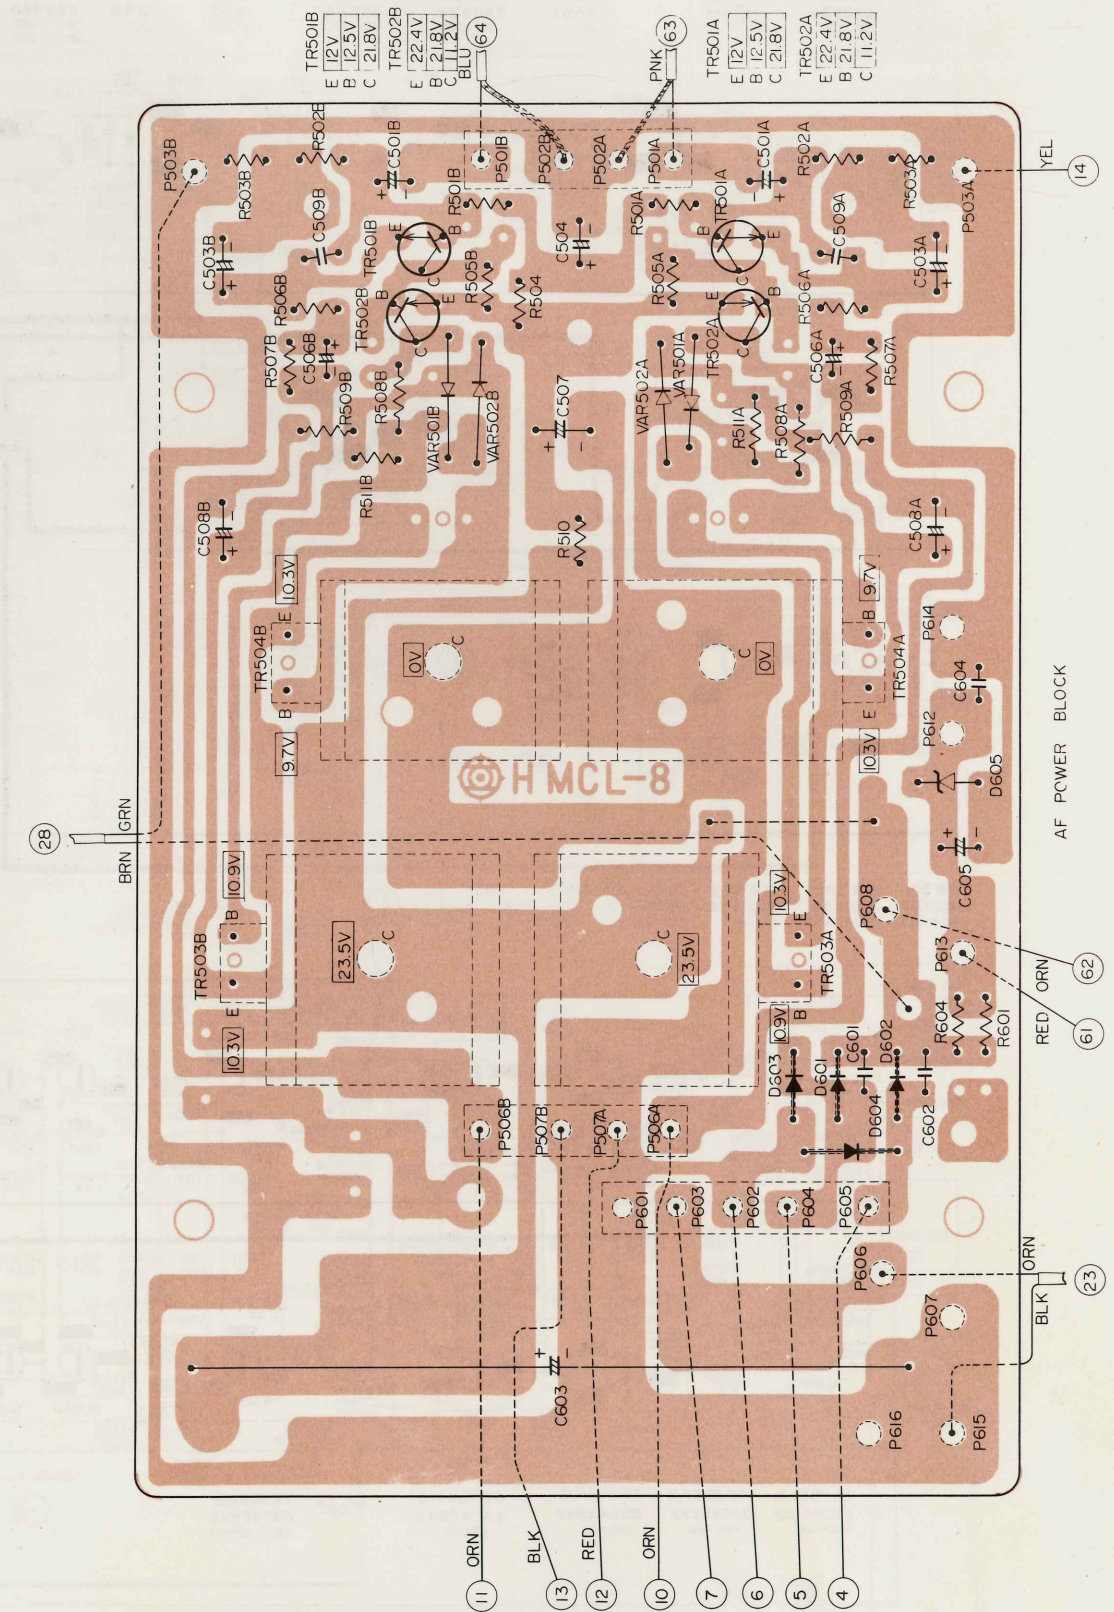 TR501B
E 12V
B 12.5V
C 21.8V
TR502B
E 22.4V
B 21.8V
C 11.2V
BLU
64
PNK
63
TR501A
E 12V
B 12.5V
C 21.8V
TR502A
E 22.4V
B 21.8V
C 11.2V
P503B
R503B
R502B
C501B
R501B
P501B
P502B
P502A
P501A
R501A
TR501A
C501A
R502A
R503A
P503A
YEL
14
C503B
C509B
TR501B
E
B
C
R505B
C504
R504
R505A
B
E
C
C509A
C503A
R506B
TR502B
B
E
C
R507B
C506B
R509B
R508B
R511B
VAR501B
VAR502B
C507
VAR502A
VAR501A
TR502A
E
B
C
R506A
C506A
R507A
R511A
R508A
R509A
C508B
R510
C508A
10.3V
E
TR504B
B
9.7V
0V
C
C
0V
9.7V
B
TR504A
E
10.3V
P614
C604
P612
D605
H MCL-8
AF POWER BLOCK
28
GRN
BRN
10.9V
B
TR503B
E
10.3V
23.5V
C
C
23.5V
10.3V
E
TR503A
B
10.9V
P608
C605
P613
ORN
62
RED
61
R604
R601
D603
D601
C601
D602
D604
C602
P506B
P507B
P507A
P506A
P601
P603
P602
P604
P605
P606
P607
ORN
BLK
23
C603
P616
P615
ORN
11
BLK
13
RED
12
ORN
10
7
6
5
4